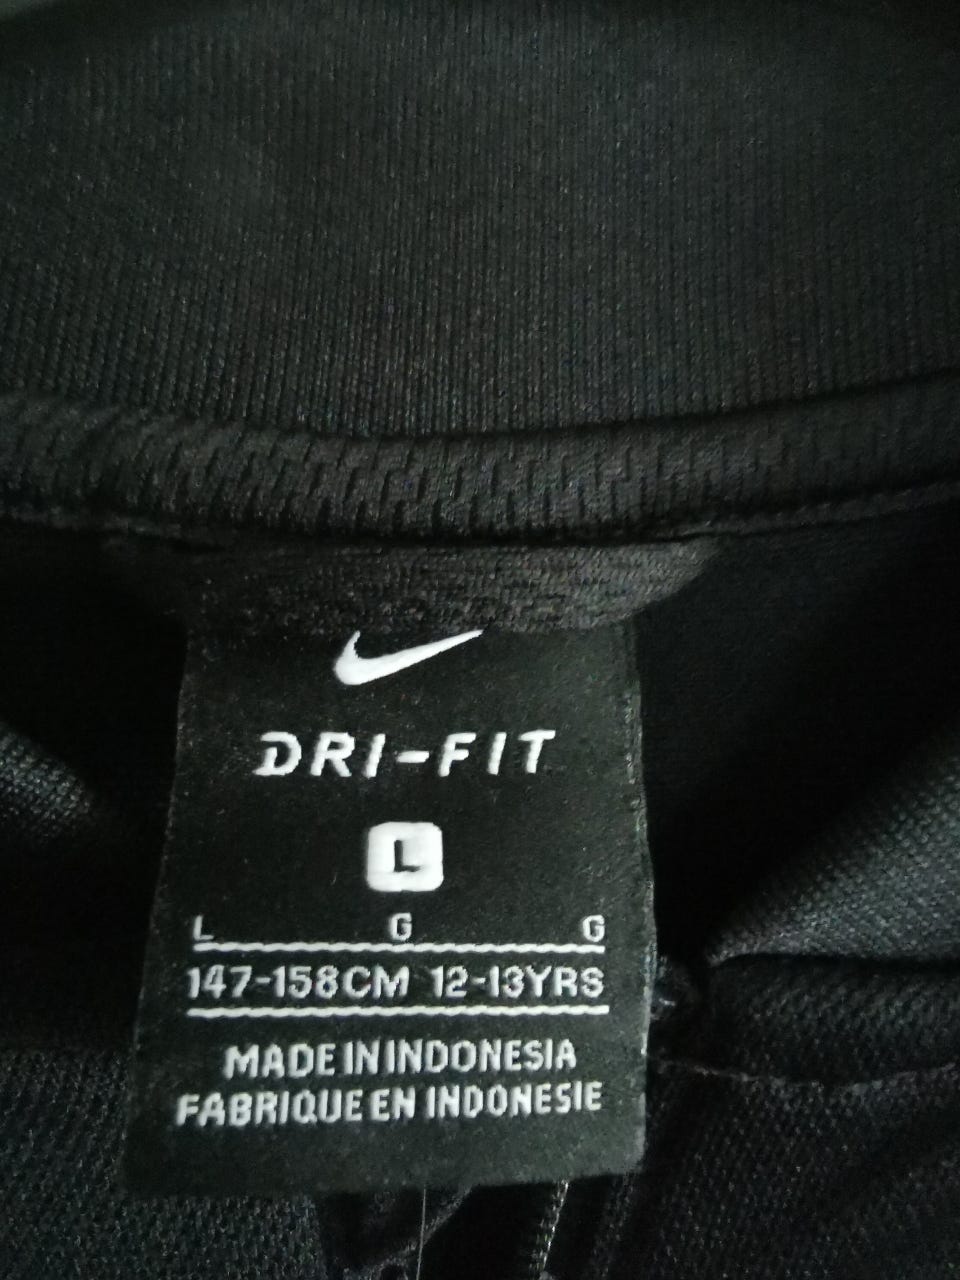 DRI-FIT
L
L G G
147-158CM 12-13YRS
MADE IN INDONESIA
FABRIQUE EN INDONESIE